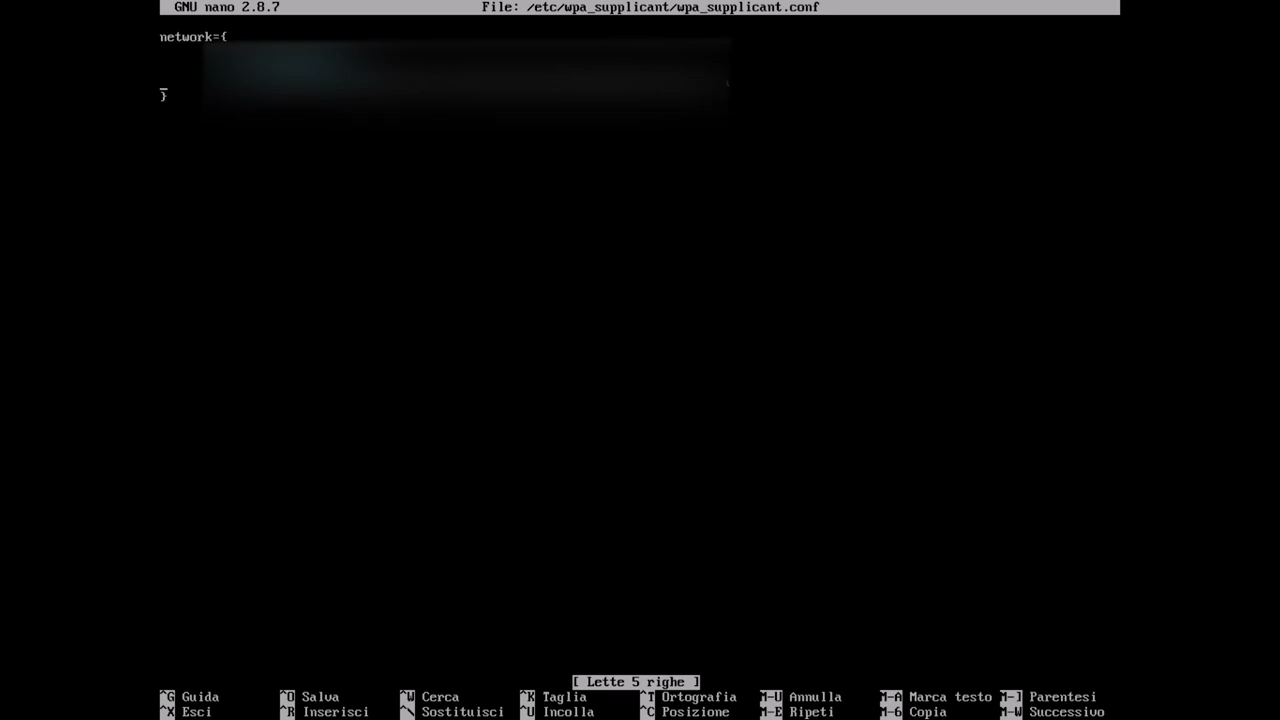 GNU nano 2.8.7 File: /etc/wpa_supplicant/wpa_supplicant.conf
network={
}
[ Lette 5 righe ]
^G Guida ^O Salva ^W Cerca ^K Taglia ^T Ortografia M-U Annulla M-A Marca testo M-] Parentesi
^X Esci ^R Inserisci ^\ Sostituisci ^U Incolla ^C Posizione M-E Ripeti M-6 Copia M-W Successivo